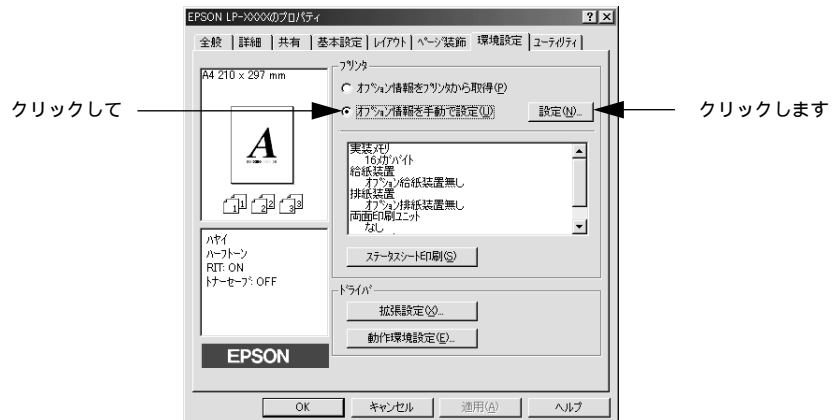 EPSON LP-XXXXのプロパティ
全般 詳細 共有 基本設定 レイアウト ページ装飾 環境設定 ユーティリティ
A4 210 x 297 mm
A
1 1 2 2 3 3
ハヤイ
ハーフトーン
RIT: ON
トナーセーブ: OFF
EPSON
プリンタ
オプション情報をプリンタから取得(P)
クリックして
オプション情報を手動で設定(U)
設定(N)...
クリックします
実装メモリ
16メガバイト
給紙装置
オプション給紙装置無し
排紙装置
オプション排紙装置無し
両面印刷ユニット
なし
ステータスシート印刷(S)
ドライバ
拡張設定(X)...
動作環境設定(E)...
OK キャンセル 適用(A) ヘルプ